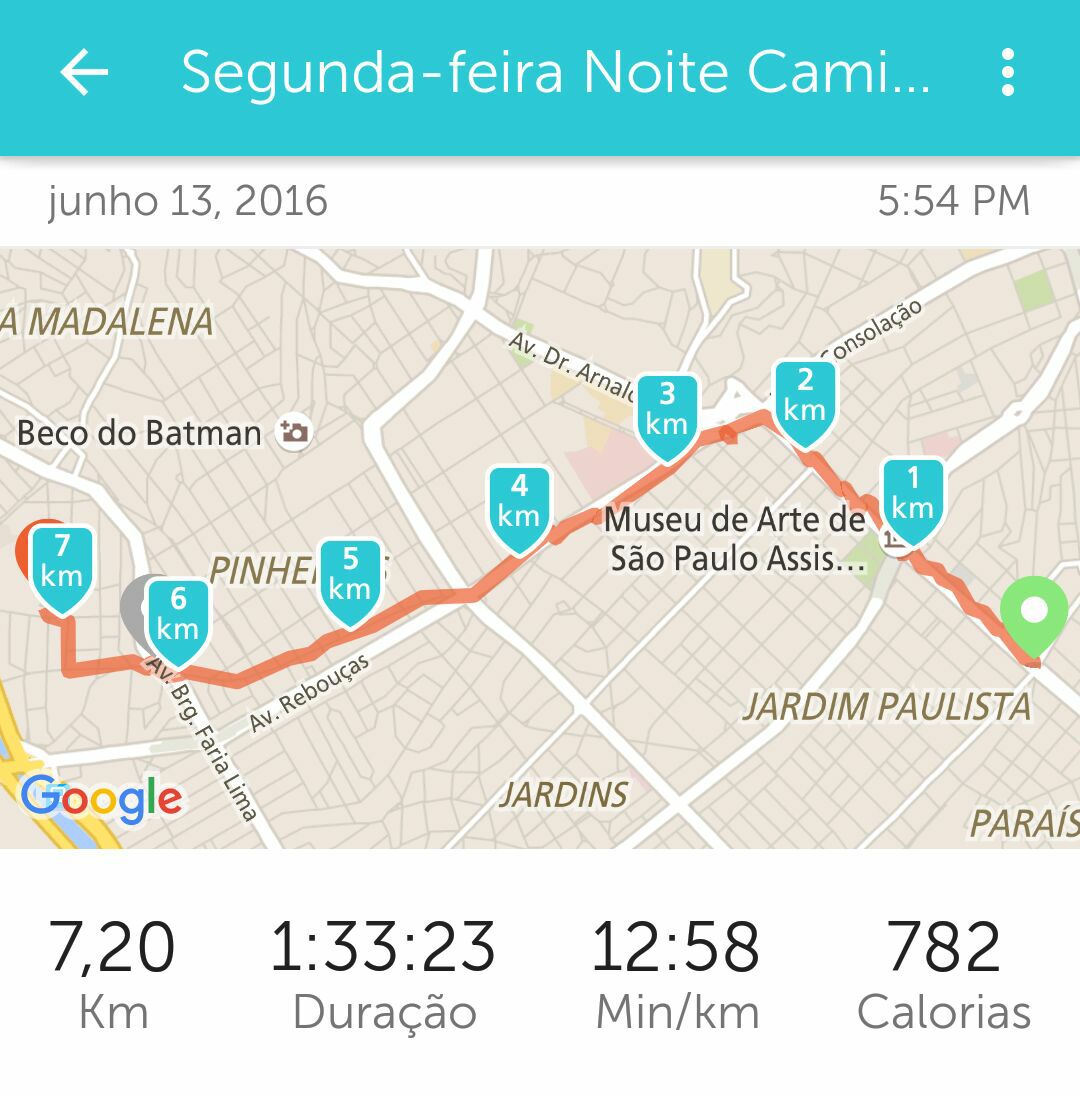 Segunda-feira Noite Cami...
junho 13, 2016
5:54 PM
A MADALENA
Consolação
Av. Dr. Arnaldo
2
km
3
km
Beco do Batman
1
km
4
km
Museu de Arte de
São Paulo Assis...
7
km
PINHEI
5
km
6
km
Av. Rebouças
Av. Brg. Faria Lima
JARDIM PAULISTA
Google
JARDINS
PARAÍS
7,20
Km
1:33:23
Duração
12:58
Min/km
782
Calorias